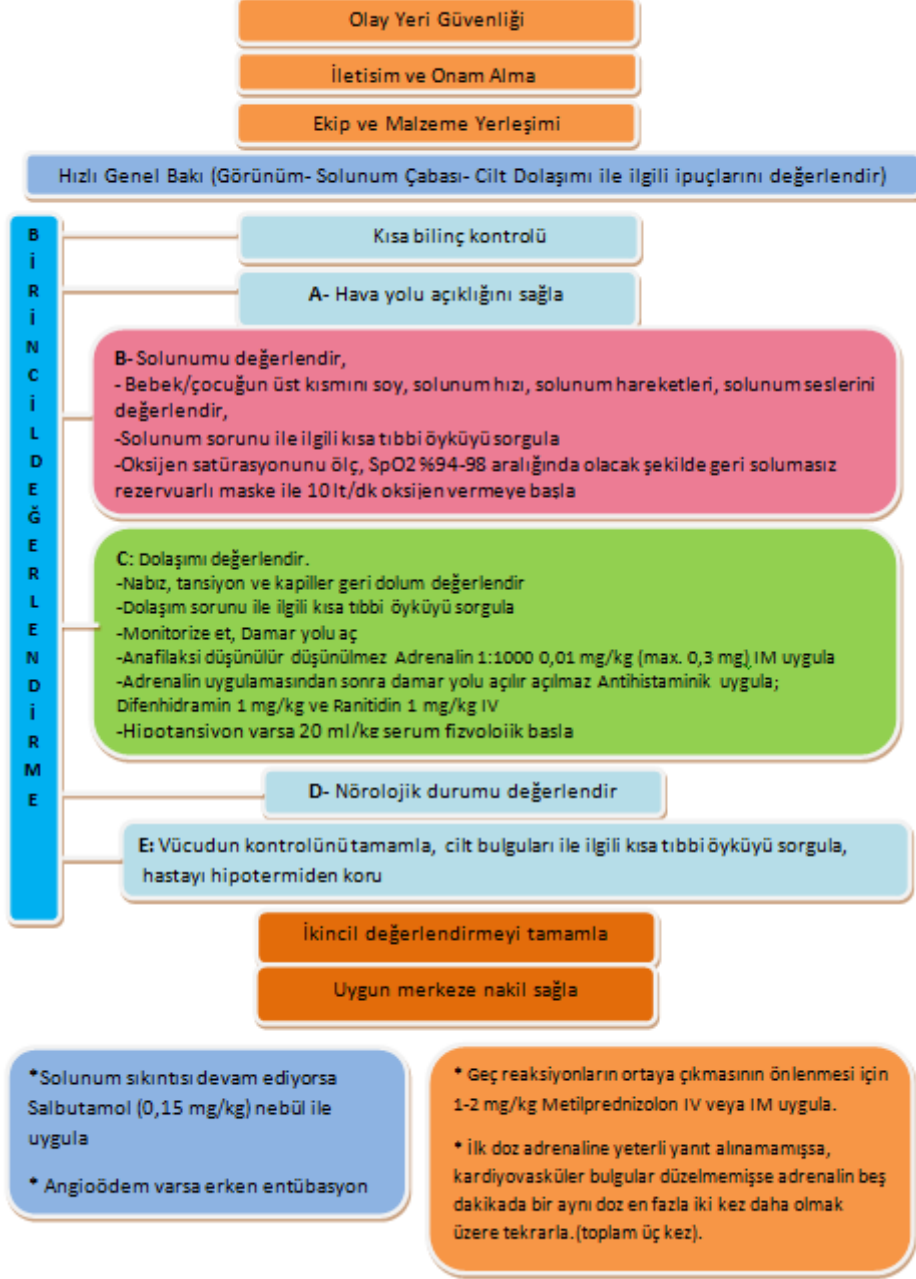 Olay Yeri Güvenliği
İletisim ve Onam Alma
Ekip ve Malzeme Yerleşimi
Hızlı Genel Bakı (Görünüm- Solunum Çabası- Cilt Dolaşımı ile ilgili ipuçlarını değerlendir)
BİRİNCİL DEĞERLENDİRME
Kısa bilinç kontrolü
A- Hava yolu açıklığını sağla
B- Solunumu değerlendir,
- Bebek/çocuğun üst kısmını soy, solunum hızı, solunum hareketleri, solunum seslerini
değerlendir,
-Solunum sorunu ile ilgili kısa tıbbi öyküyü sorgula
-Oksijen satürasyonunu ölç, SpO2 %94-98 aralığında olacak şekilde geri solumasız
rezervuarlı maske ile 10 lt/dk oksijen vermeye başla
C: Dolaşımı değerlendir.
-Nabız, tansiyon ve kapiller geri dolum değerlendir
-Dolaşım sorunu ile ilgili kısa tıbbi öyküyü sorgula
-Monitorize et, Damar yolu aç
-Anafilaksi düşünülür düşünülmez Adrenalin 1:1000 0,01 mg/kg (max. 0,3 mg) IM uygula
-Adrenalin uygulamasından sonra damar yolu açılır açılmaz Antihistaminik uygula;
Difenhidramin 1 mg/kg ve Ranitidin 1 mg/kg IV
-Hipotansiyon varsa 20 ml/kg serum fizyolojik başla
D- Nörolojik durumu değerlendir
E: Vücudun kontrolünü tamamla, cilt bulguları ile ilgili kısa tıbbi öyküyü sorgula,
hastayı hipotermiden koru
İkincil değerlendirmeyi tamamla
Uygun merkeze nakil sağla
*Solunum sıkıntısı devam ediyorsa
Salbutamol (0,15 mg/kg) nebül ile
uygula
* Angioödem varsa erken entübasyon
* Geç reaksiyonların ortaya çıkmasının önlenmesi için
1-2 mg/kg Metilprednizolon IV veya IM uygula.
* İlk doz adrenaline yeterli yanıt alınamamışsa,
kardiyovasküler bulgular düzelmemişse adrenalin beş
dakikada bir aynı doz en fazla iki kez daha olmak
üzere tekrarla.(toplam üç kez).